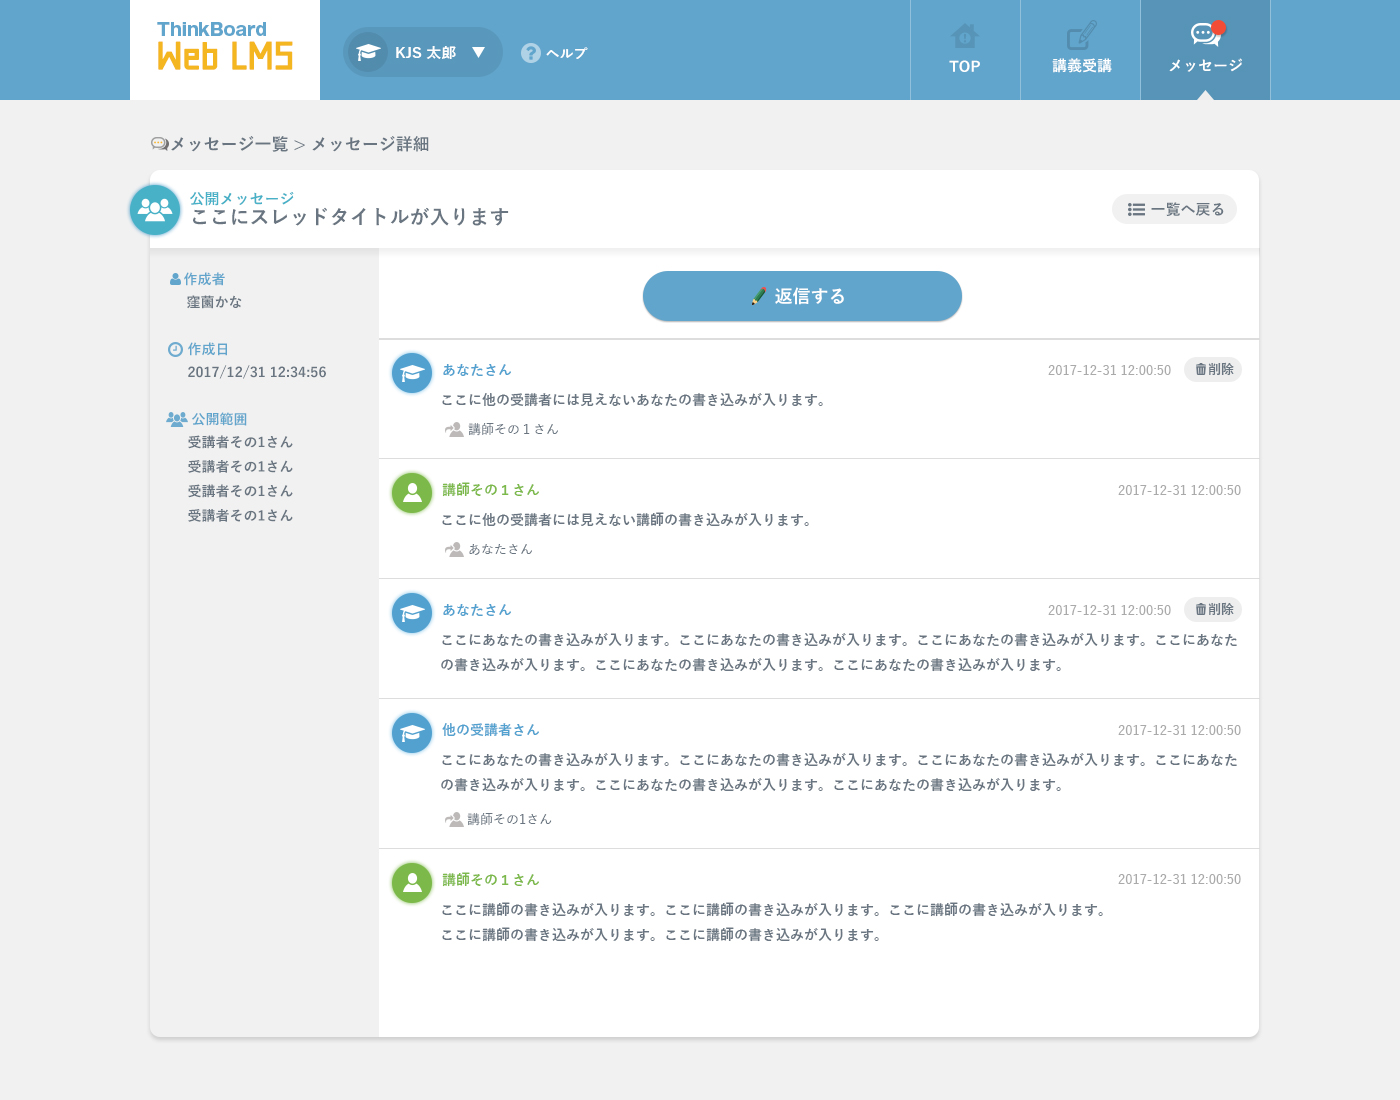 ThinkBoard
Web LMS
KJS 太郎 ▼
ヘルプ
TOP
講義受講
メッセージ
メッセージ一覧 > メッセージ詳細
公開メッセージ
ここにスレッドタイトルが入ります
一覧へ戻る
作成者
窪薗かな
作成日
2017/12/31 12:34:56
公開範囲
受講者その1さん
受講者その1さん
受講者その1さん
受講者その1さん
返信する
あなたさん 2017-12-31 12:00:50 削除
ここに他の受講者には見えないあなたの書き込みが入ります。
講師その１さん
講師その１さん 2017-12-31 12:00:50
ここに他の受講者には見えない講師の書き込みが入ります。
あなたさん
あなたさん 2017-12-31 12:00:50 削除
ここにあなたの書き込みが入ります。ここにあなたの書き込みが入ります。ここにあなたの書き込みが入ります。ここにあなた
の書き込みが入ります。ここにあなたの書き込みが入ります。ここにあなたの書き込みが入ります。
他の受講者さん 2017-12-31 12:00:50
ここにあなたの書き込みが入ります。ここにあなたの書き込みが入ります。ここにあなたの書き込みが入ります。ここにあなた
の書き込みが入ります。ここにあなたの書き込みが入ります。ここにあなたの書き込みが入ります。
講師その1さん
講師その１さん 2017-12-31 12:00:50
ここに講師の書き込みが入ります。ここに講師の書き込みが入ります。ここに講師の書き込みが入ります。
ここに講師の書き込みが入ります。ここに講師の書き込みが入ります。